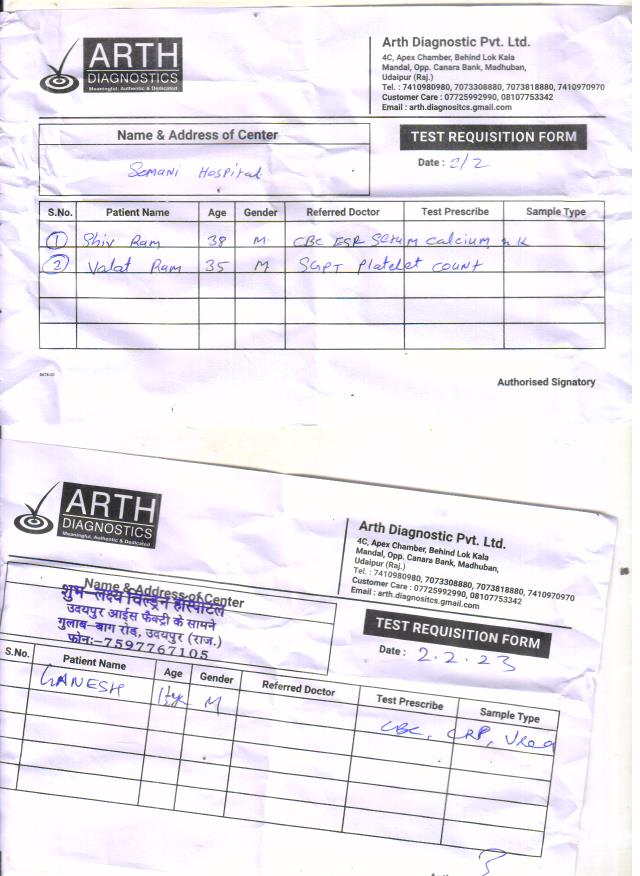 ARTH
DIAGNOSTICS
Meaningful, Authentic & Dedicated
Arth Diagnostic Pvt. Ltd.
4C, Apex Chamber, Behind Lok Kala
Mandal, Opp. Canara Bank, Madhuban,
Udaipur (Raj.)
Tel. : 7410980980, 7073308880, 7073818880, 7410970970
Customer Care : 07725992990, 08107753342
Email : arth.diagnositcs.gmail.com
Name & Address of Center
TEST REQUISITION FORM
Somani Hospital
Date : 2/2
S.No. Patient Name Age Gender Referred Doctor Test Prescribe Sample Type
1 Shiv Ram 38 M. CBC ESR Serum Calcium & K
2 Valat Ram 35 M SGPT Platelet count
Authorised Signatory
ARTH
DIAGNOSTICS
Meaningful, Authentic & Dedicated
Arth Diagnostic Pvt. Ltd.
4C, Apex Chamber, Behind Lok Kala
Mandal, Opp. Canara Bank, Madhuban,
Udaipur (Raj.)
Tel. : 7410980980, 7073308880, 7073818880, 7410970970
Customer Care : 07725992990, 08107753342
Email : arth.diagnositcs.gmail.com
Name & Address of Center
शुभ-लक्ष्य चिल्ड्रन हॉस्पीटल
उदयपुर आईस फैक्ट्री के सामने
गुलाब-बाग रोड, उदयपुर (राज.)
फोन:-7597767105
TEST REQUISITION FORM
Date : 2.2.23
S.No. Patient Name Age Gender Referred Doctor Test Prescribe Sample Type
GANESH M CBC, CRP, Urea